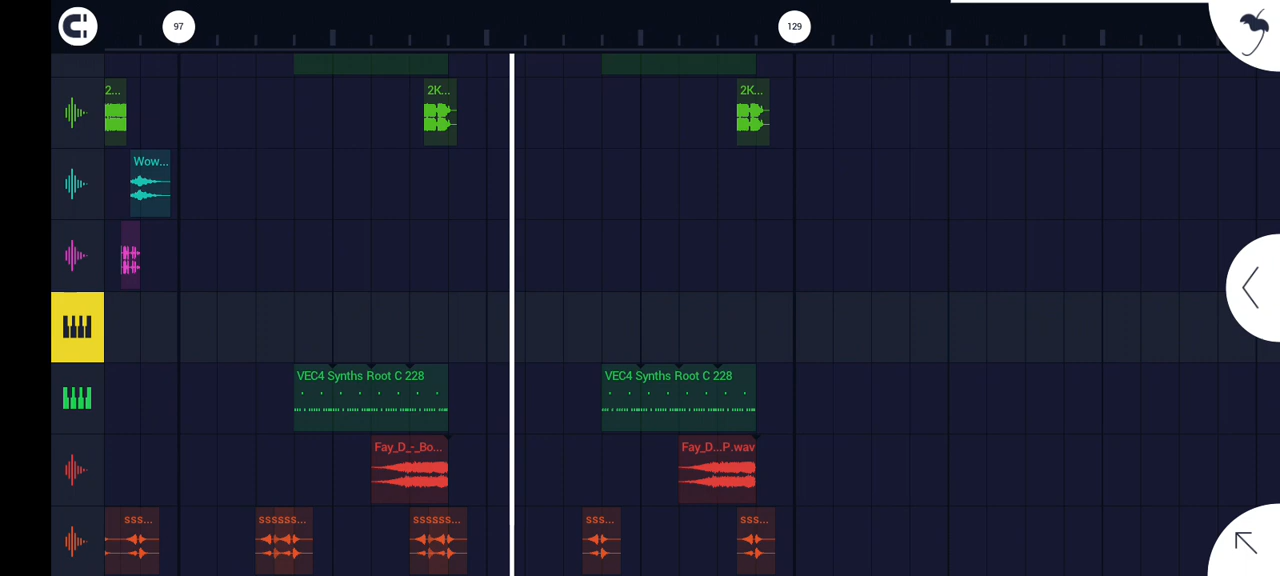 97
129
2...
2K...
2K...
Wow...
VEC4 Synths Root C 228
VEC4 Synths Root C 228
Fay_D_-_Bo...
Fay_D...P.wav
sss...
ssssss...
ssssss...
sss...
sss...